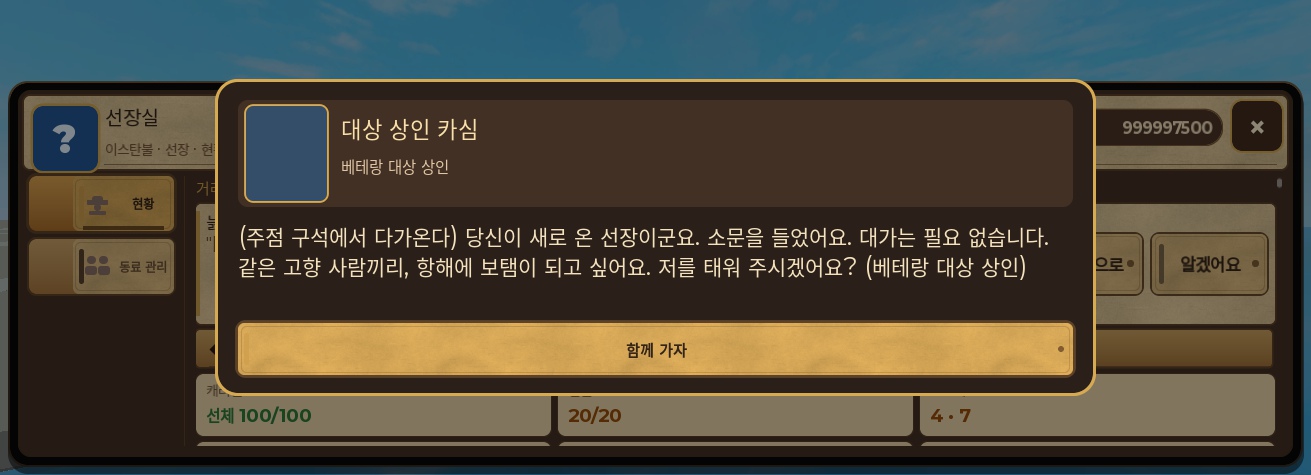 선장실
이스탄불 · 선장 · 현
999997500
현황
동료 관리
대상 상인 카심
베테랑 대상 상인
(주점 구석에서 다가온다) 당신이 새로 온 선장이군요. 소문을 들었어요. 대가는 필요 없습니다.
같은 고향 사람끼리, 항해에 보탬이 되고 싶어요. 저를 태워 주시겠어요? (베테랑 대상 상인)
함께 가자
으로
알겠어요
선체 100/100
20/20
4 · 7